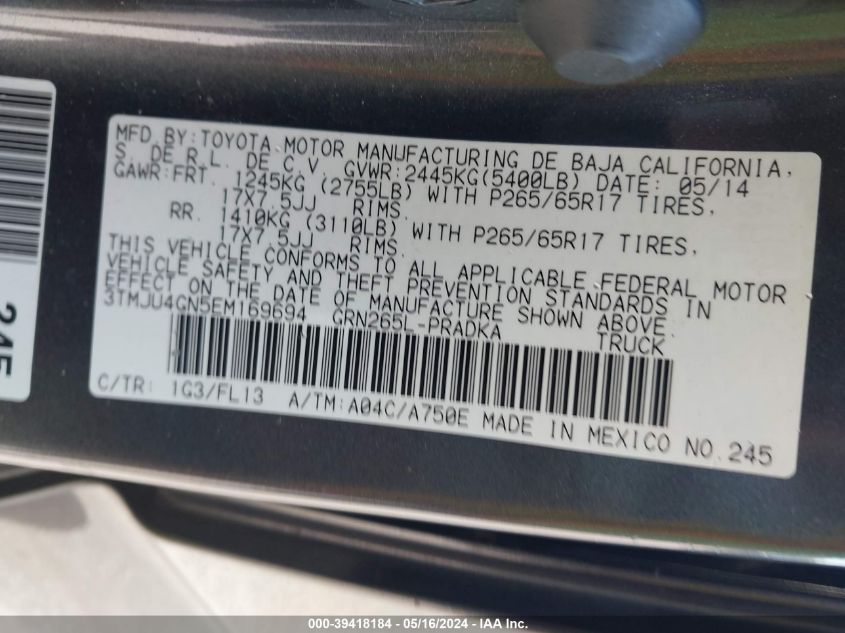 MFD. BY: TOYOTA MOTOR MANUFACTURING DE BAJA CALIFORNIA,
S. DE R.L. DE C.V. GVWR: 2445KG(5400LB) DATE: 05/14
GAWR: FRT. 1245KG (2755LB) WITH P265/65R17 TIRES,
17X7.5JJ RIMS.
RR. 1410KG (3110LB) WITH P265/65R17 TIRES,
17X7.5JJ RIMS.
THIS VEHICLE CONFORMS TO ALL APPLICABLE FEDERAL MOTOR
VEHICLE SAFETY AND THEFT PREVENTION STANDARDS IN
EFFECT ON THE DATE OF MANUFACTURE SHOWN ABOVE.
3TMJU4GN5EM169694 GRN265L-PRADKA TRUCK
C/TR: 1G3/FL13 A/TM: A04C/A750E MADE IN MEXICO NO. 245
245
000-39418184 - 05/16/2024 - IAA Inc.